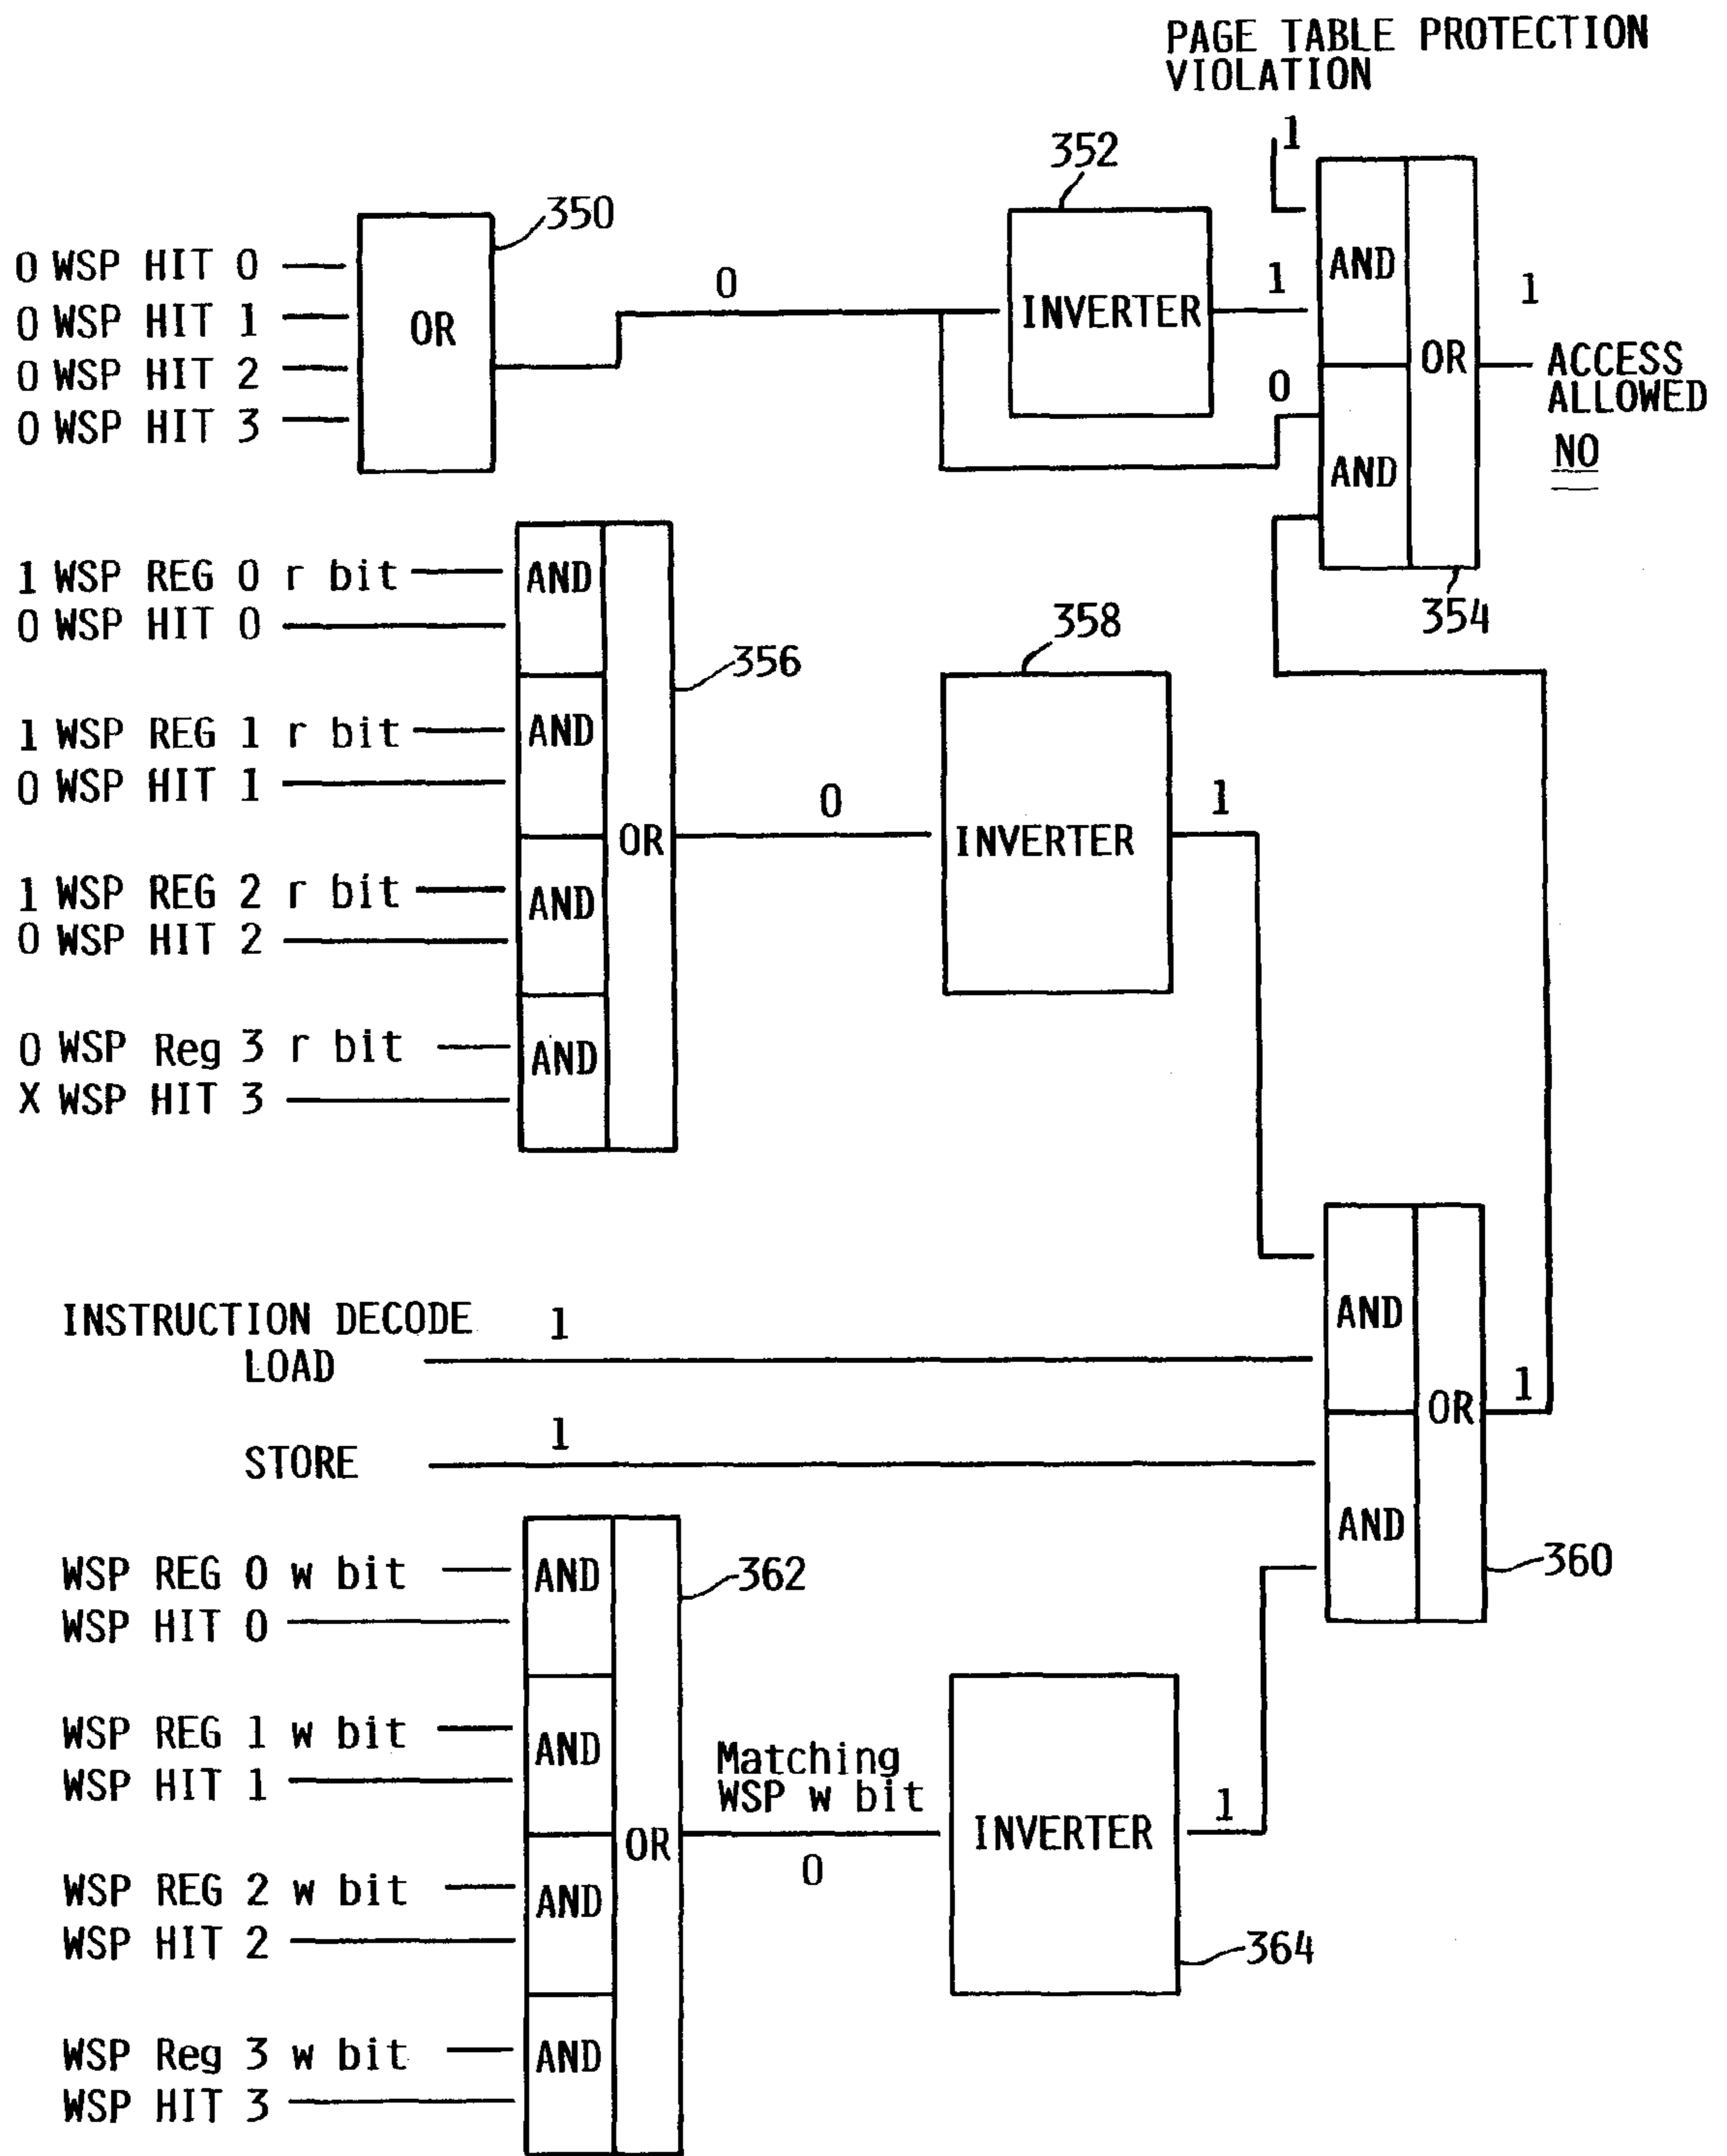 PAGE TABLE PROTECTION
VIOLATION
1
352
350
0 WSP HIT 0
0 WSP HIT 1
0 WSP HIT 2
0 WSP HIT 3
OR
0
INVERTER
1
0
AND
AND
OR
1
ACCESS
ALLOWED
NO
354
1 WSP REG 0 r bit
0 WSP HIT 0
1 WSP REG 1 r bit
0 WSP HIT 1
1 WSP REG 2 r bit
0 WSP HIT 2
0 WSP Reg 3 r bit
X WSP HIT 3
AND
AND
AND
AND
OR
356
0
358
INVERTER
1
INSTRUCTION DECODE
LOAD
1
STORE
1
AND
AND
OR
1
360
WSP REG 0 w bit
WSP HIT 0
WSP REG 1 w bit
WSP HIT 1
WSP REG 2 w bit
WSP HIT 2
WSP Reg 3 w bit
WSP HIT 3
AND
AND
AND
AND
OR
362
Matching
WSP w bit
0
INVERTER
1
364